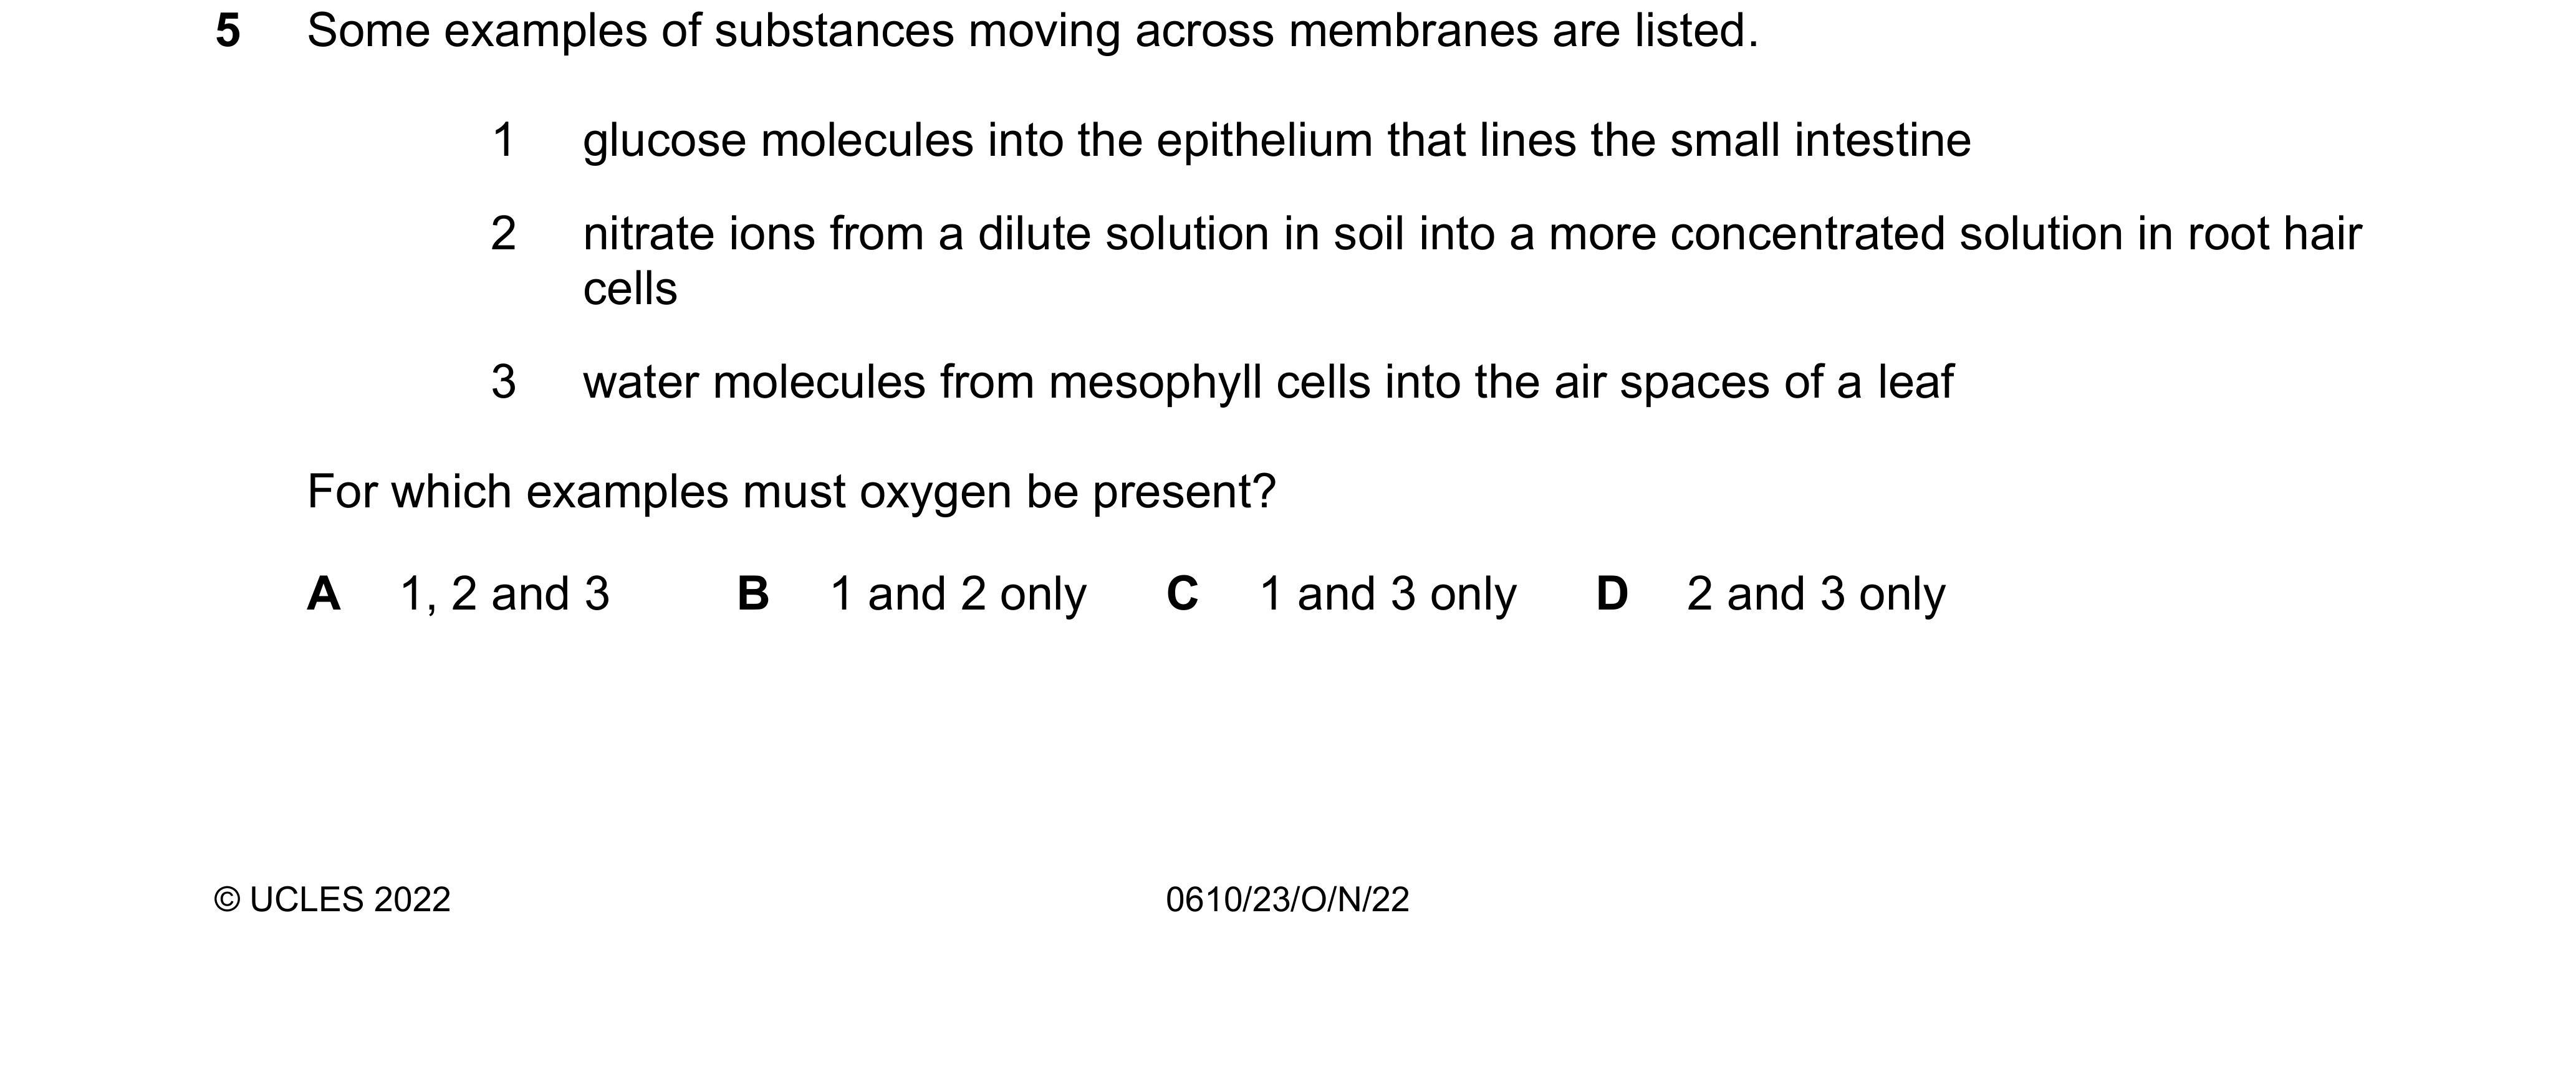 5 Some examples of substances moving across membranes are listed.
1 glucose molecules into the epithelium that lines the small intestine
2 nitrate ions from a dilute solution in soil into a more concentrated solution in root hair
cells
3 water molecules from mesophyll cells into the air spaces of a leaf
For which examples must oxygen be present?
A 1, 2 and 3 B 1 and 2 only C 1 and 3 only D 2 and 3 only
© UCLES 2022 0610/23/O/N/22